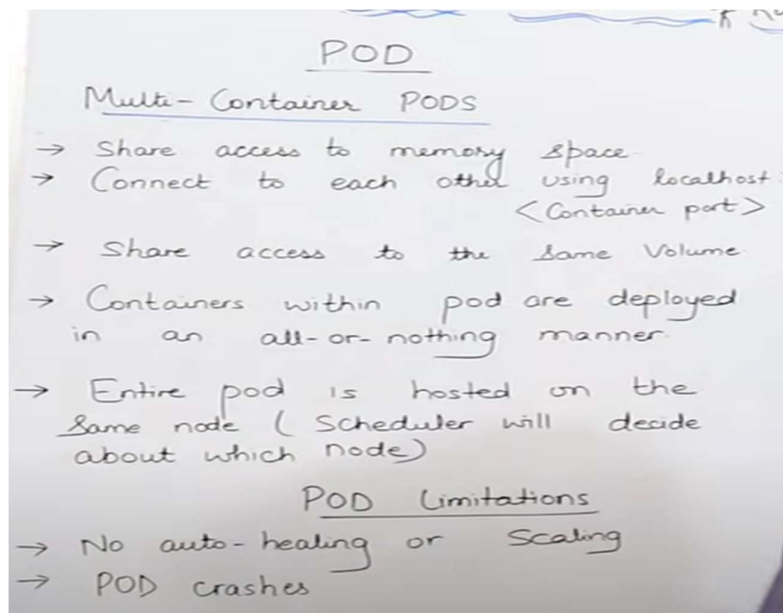 POD
Multi-Container PODS
→ Share access to memory space
→ Connect to each other using localhost:
<Container port>
→ Share access to the Same Volume
→ Containers within pod are deployed
in an all-or-nothing manner.
→ Entire pod is hosted on the
Same node ( Scheduler will decide
about which node)
POD Limitations
→ No auto-healing or Scaling
→ POD crashes